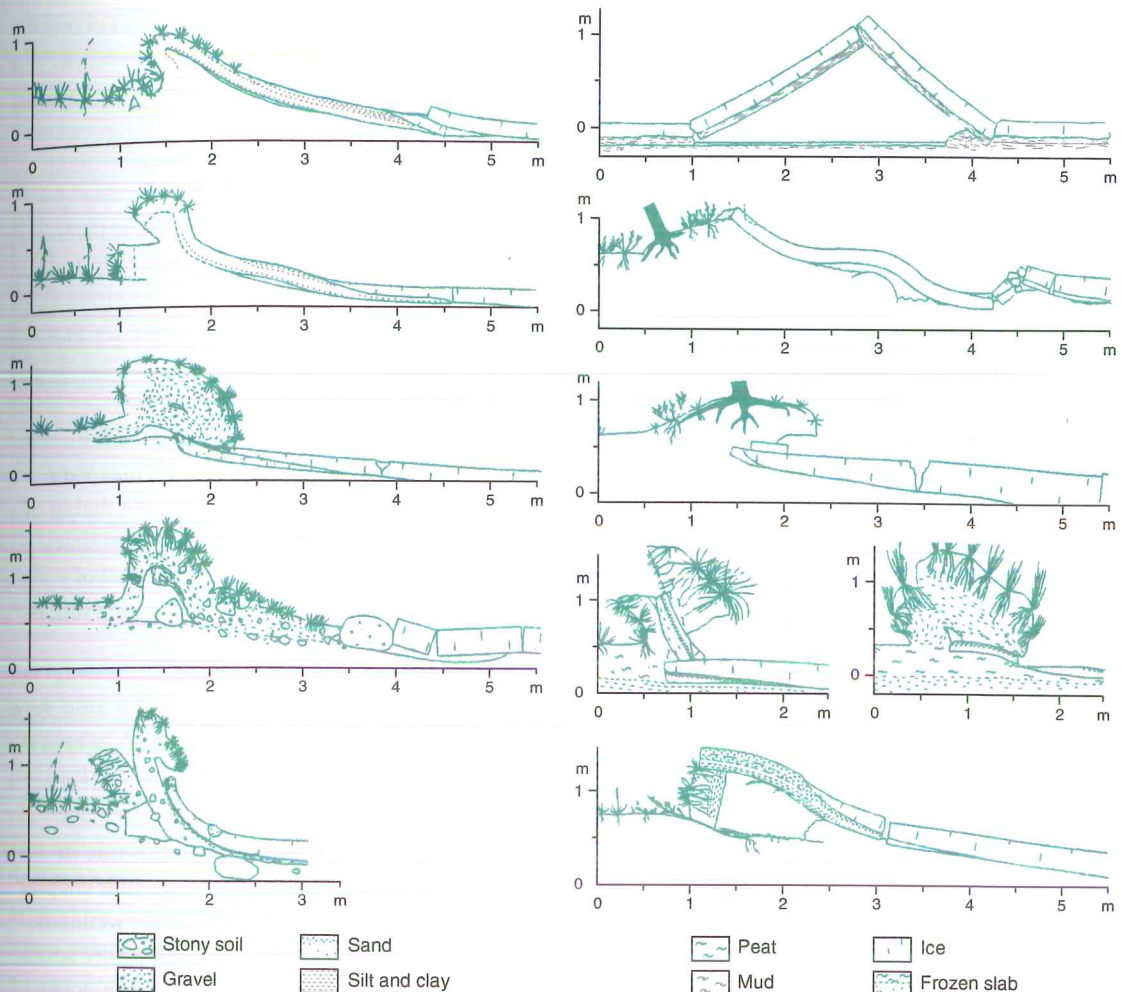 m
1
0
0 1 2 3 4 5 m
m
1
0
0 1 2 3 4 5 m
m
1
0
0 1 2 3 4 5
m
1
0
0 1 2 3 4 5 m
m
1
0
0 1 2 3 4 5 m
m
1
0
0 1 2 3 4 5 m
m
1
0
0 1 2 3 4 5 m
m
1
0
0 1 2 m
m
1
0
0 1 2 m
m
1
0
0 1 2 3 m
m
1
0
0 1 2 3 4 5 m
Stony soil
Sand
Gravel
Silt and clay
Peat
Ice
Mud
Frozen slab